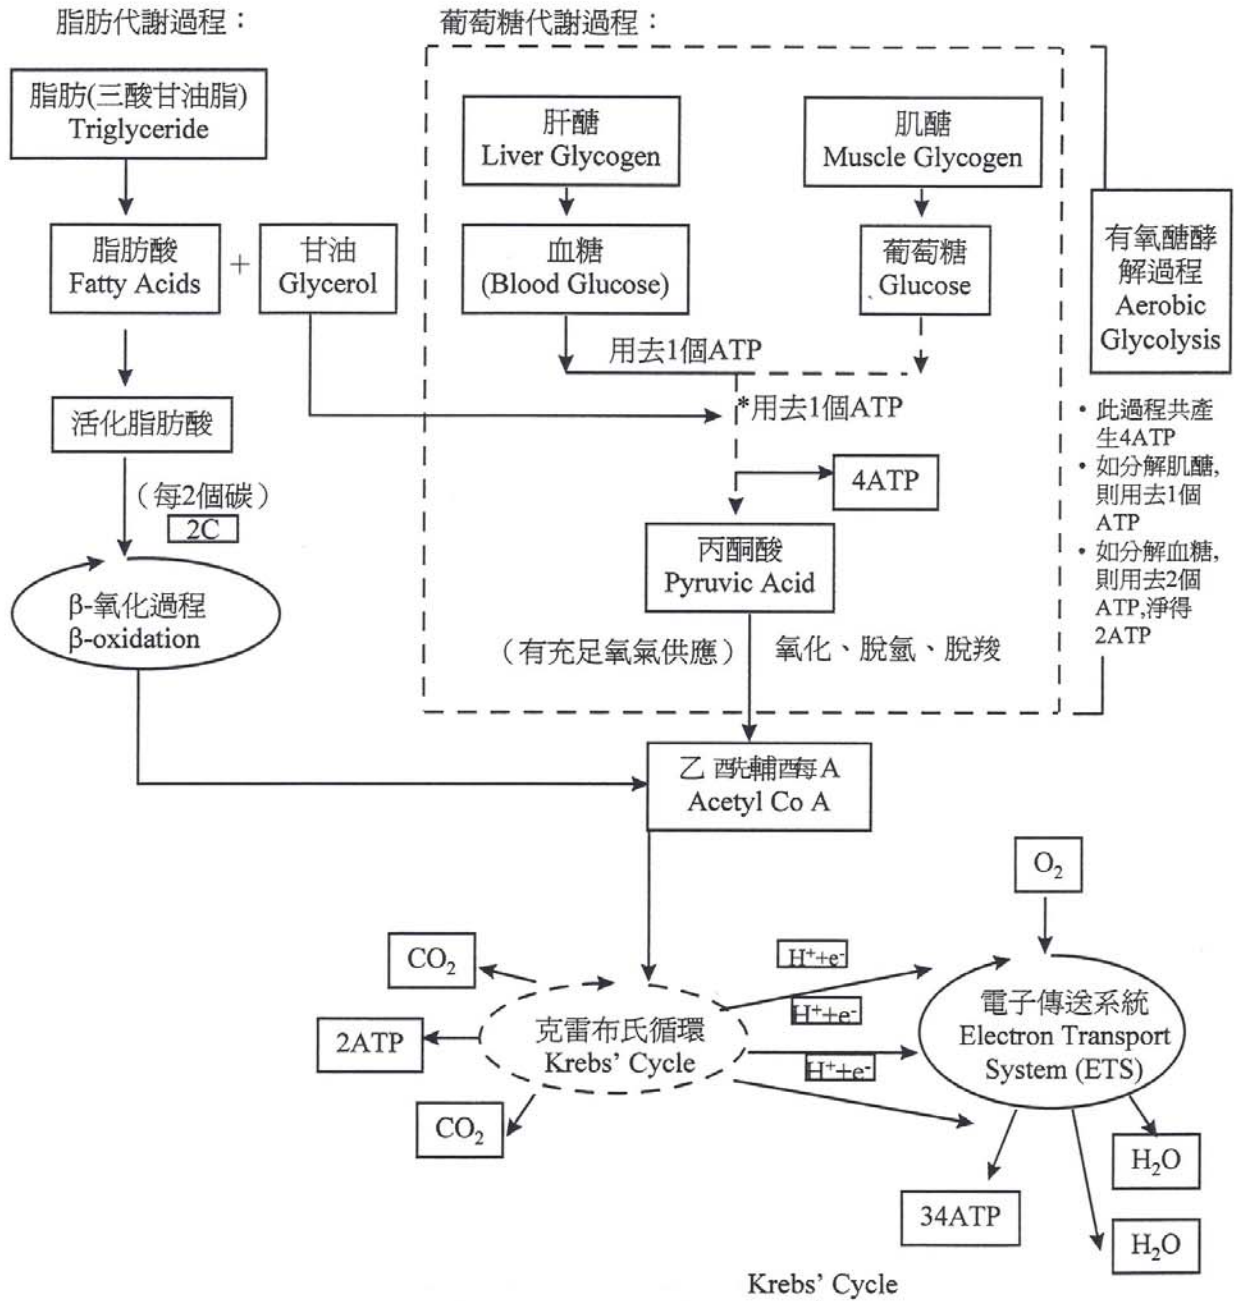 脂肪代謝過程：
葡萄糖代謝過程：
脂肪(三酸甘油脂)
Triglyceride
肝醣
Liver Glycogen
肌醣
Muscle Glycogen
脂肪酸
Fatty Acids
+
甘油
Glycerol
血糖
(Blood Glucose)
葡萄糖
Glucose
有氧醣酵
解過程
Aerobic
Glycolysis
用去1個ATP
*用去1個ATP
活化脂肪酸
4ATP
• 此過程共產
生4ATP
• 如分解肌醣,
則用去1個
ATP
• 如分解血糖,
則用去2個
ATP,淨得
2ATP
（每2個碳）
2C
丙酮酸
Pyruvic Acid
β-氧化過程
β-oxidation
（有充足氧氣供應）
氧化、脫氫、脫羧
乙酰輔酶A
Acetyl Co A
O₂
CO₂
H⁺+e⁻
H⁺+e⁻
H⁺+e⁻
2ATP
克雷布氏循環
Krebs’ Cycle
電子傳送系統
Electron Transport
System (ETS)
CO₂
H₂O
34ATP
H₂O
Krebs’ Cycle